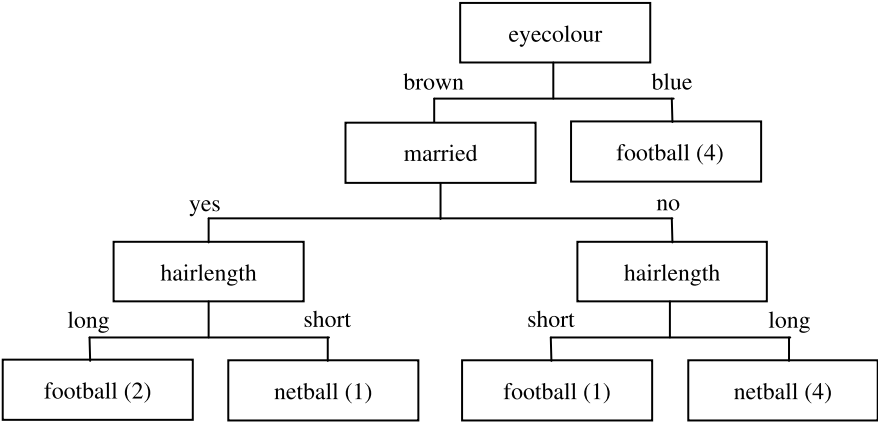 eyecolour
brown
blue
married
football (4)
yes
no
hairlength
hairlength
long
short
short
long
football (2)
netball (1)
football (1)
netball (4)